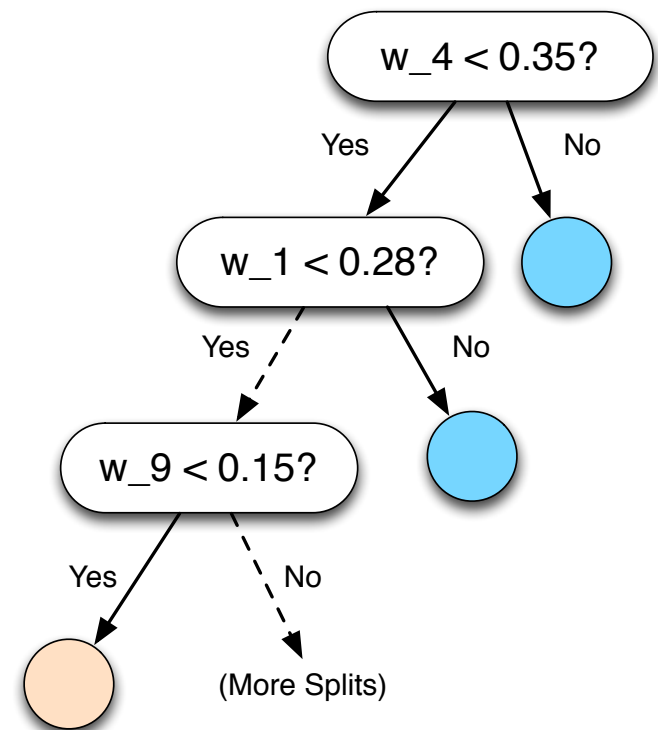 w_4 < 0.35?
Yes
No
w_1 < 0.28?
Yes
No
w_9 < 0.15?
Yes
No
(More Splits)